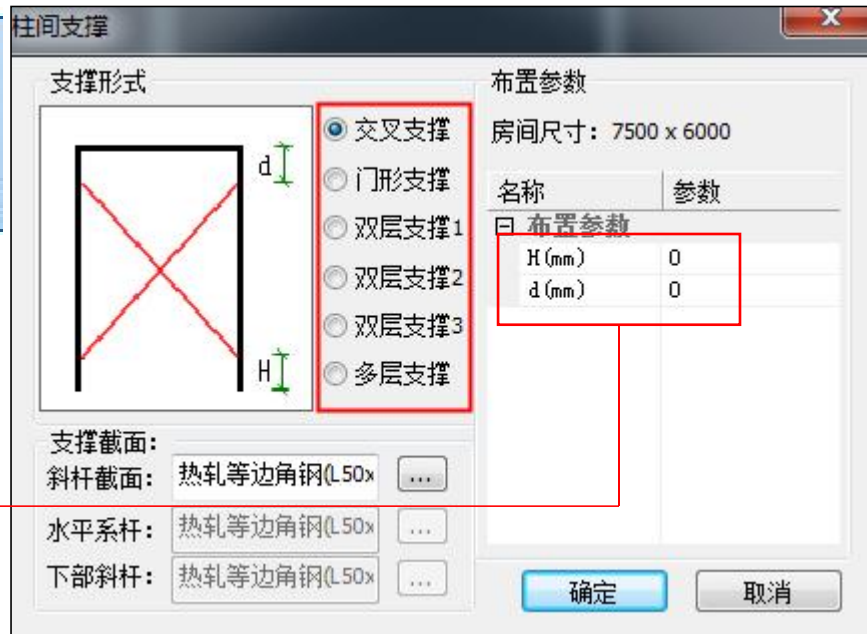 柱间支撑
支撑形式
d
H
交叉支撑
门形支撑
双层支撑1
双层支撑2
双层支撑3
多层支撑
支撑截面：
斜杆截面： 热轧等边角钢(L50x ...
水平系杆： 热轧等边角钢(L50x ...
下部斜杆： 热轧等边角钢(L50x ...
布置参数
房间尺寸：7500 x 6000
名称 参数
布置参数
H(mm) 0
d(mm) 0
确定 取消